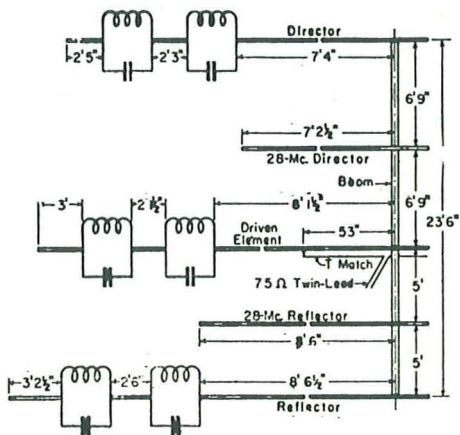 Director
2'5"
2'3"
7'4"
6'9"
7'2½"
28-Mc. Director
Boom
3'
2'1½"
8'1½"
6'9"
23'6"
Driven
Element
53"
T Match
75 Ω Twin-Lead
5'
28-Mc. Reflector
8'6"
5'
3'2½"
2'6"
8'6½"
Reflector